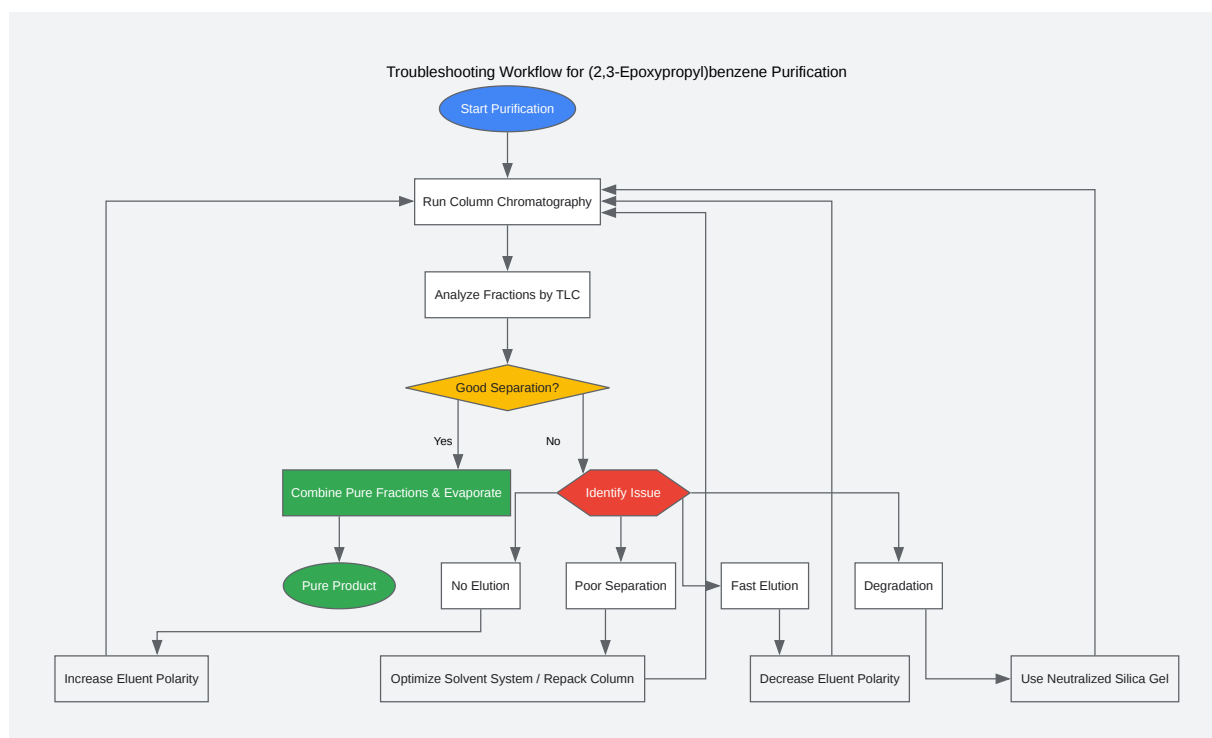 Troubleshooting Workflow for (2,3-Epoxypropyl)benzene Purification
Start Purification
Run Column Chromatography
Analyze Fractions by TLC
Good Separation?
Yes
No
Combine Pure Fractions & Evaporate
Identify Issue
Pure Product
No Elution
Poor Separation
Fast Elution
Degradation
Increase Eluent Polarity
Optimize Solvent System / Repack Column
Decrease Eluent Polarity
Use Neutralized Silica Gel